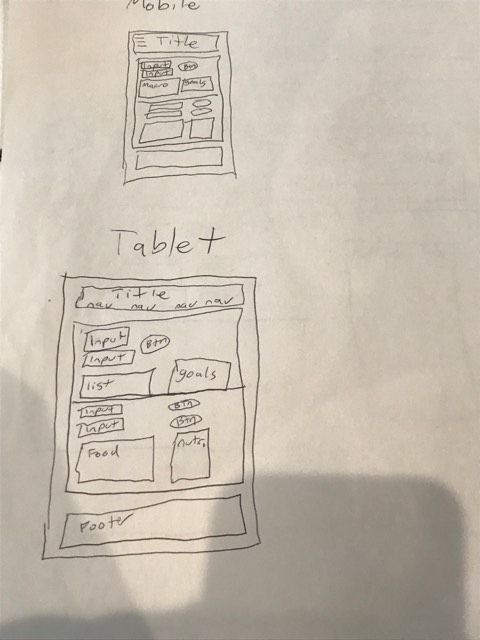 Mobile
Title
Input
Input
Btn
Macro
Goals
Tablet
Title
nav nav nav nav
Input
Input
Btn
list
goals
Input
Input
Btn
Btn
Food
nutr.
Footer